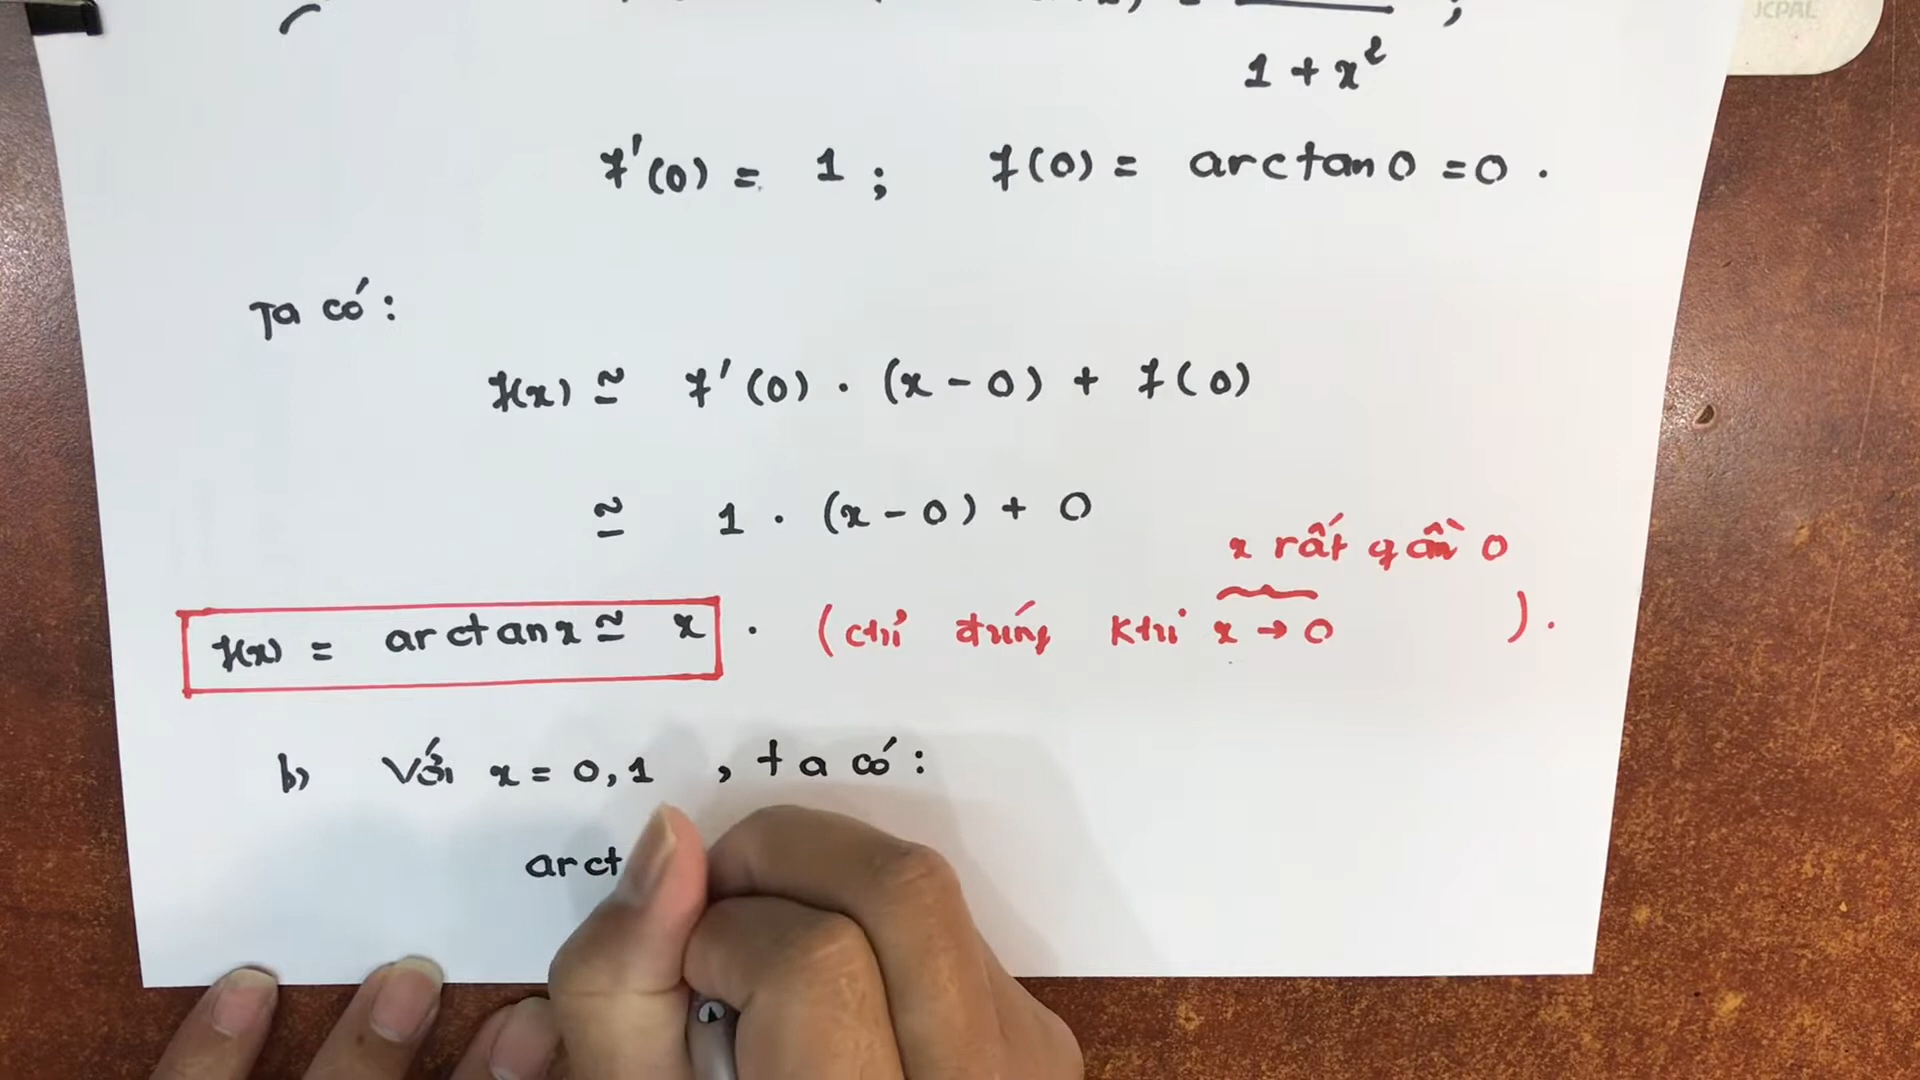 JCPAL
1 + x²
f'(0) = 1 ; f(0) = arctan 0 = 0 .
Ta có :
f(x) ≃ f'(0) . (x - 0) + f(0)
≃ 1 . (x - 0) + 0
x rất gần 0
f(x) = arctan x ≃ x . (chỉ đúng khi x → 0 ) .
b) Với x = 0,1 , ta có :
arct